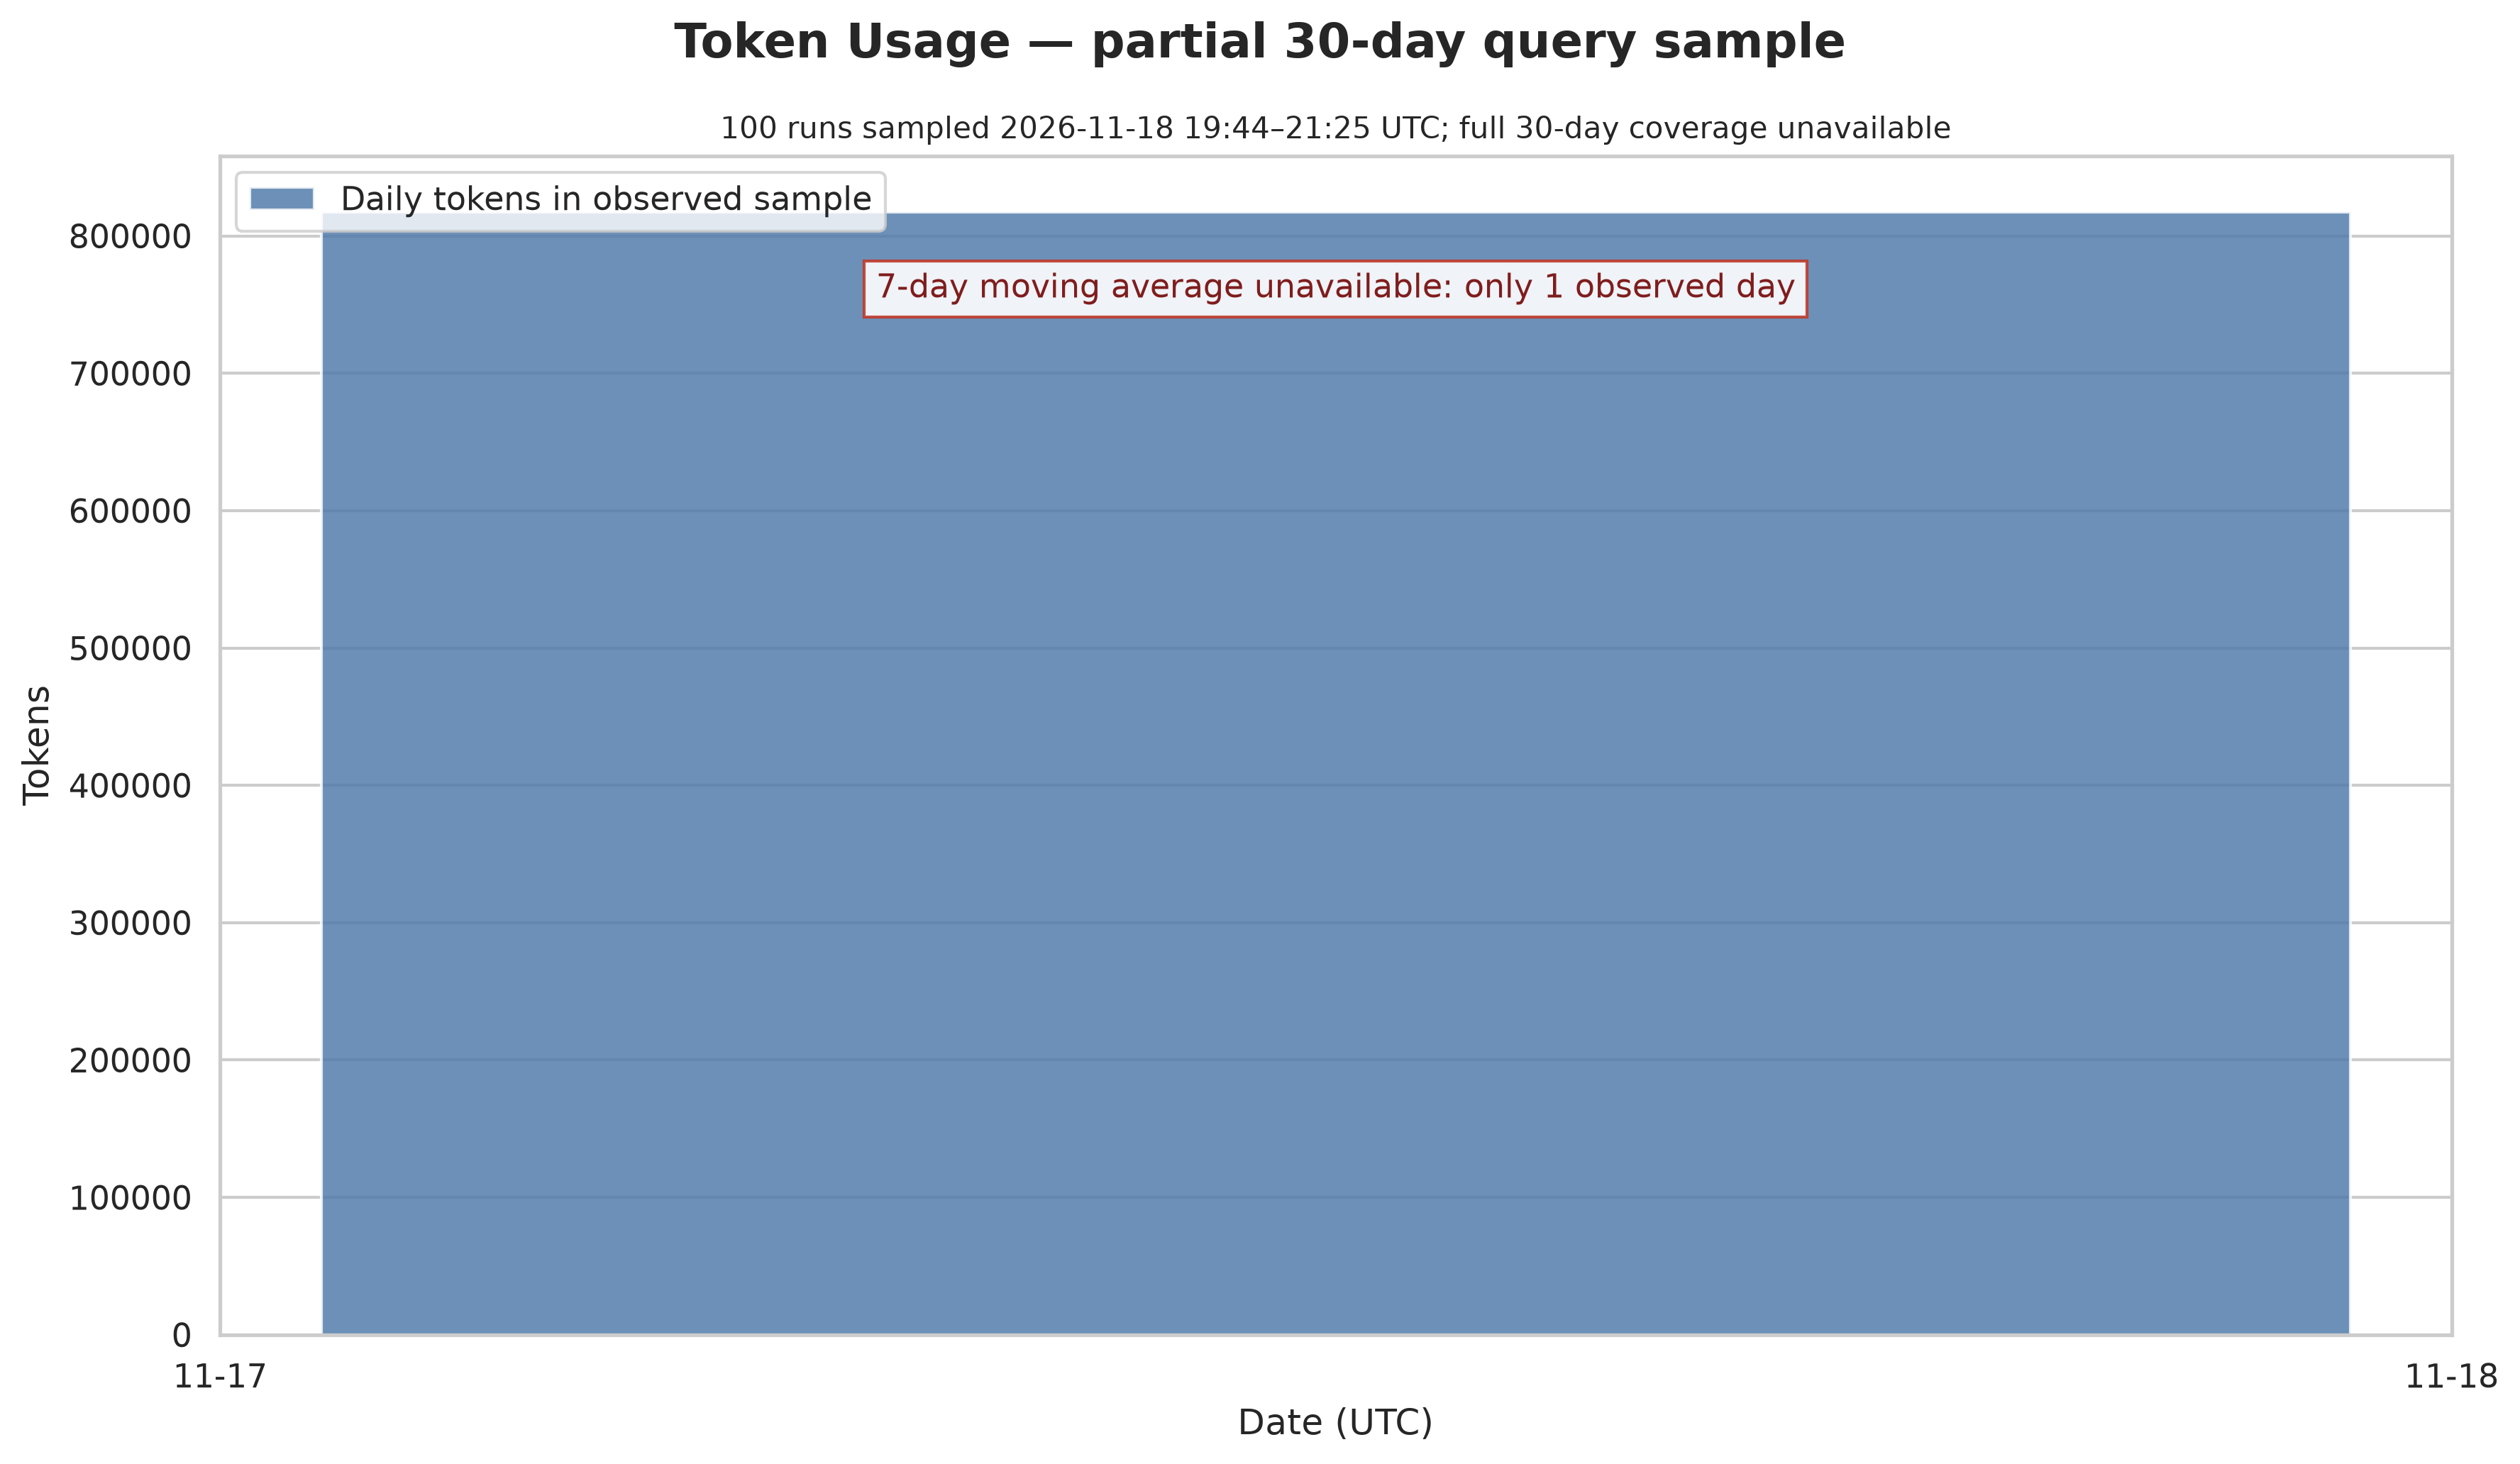 Token Usage — partial 30-day query sample
100 runs sampled 2026-11-18 19:44–21:25 UTC; full 30-day coverage unavailable
Daily tokens in observed sample
7-day moving average unavailable: only 1 observed day
800000
700000
600000
500000
400000
300000
200000
100000
0
Tokens
11-17
11-18
Date (UTC)